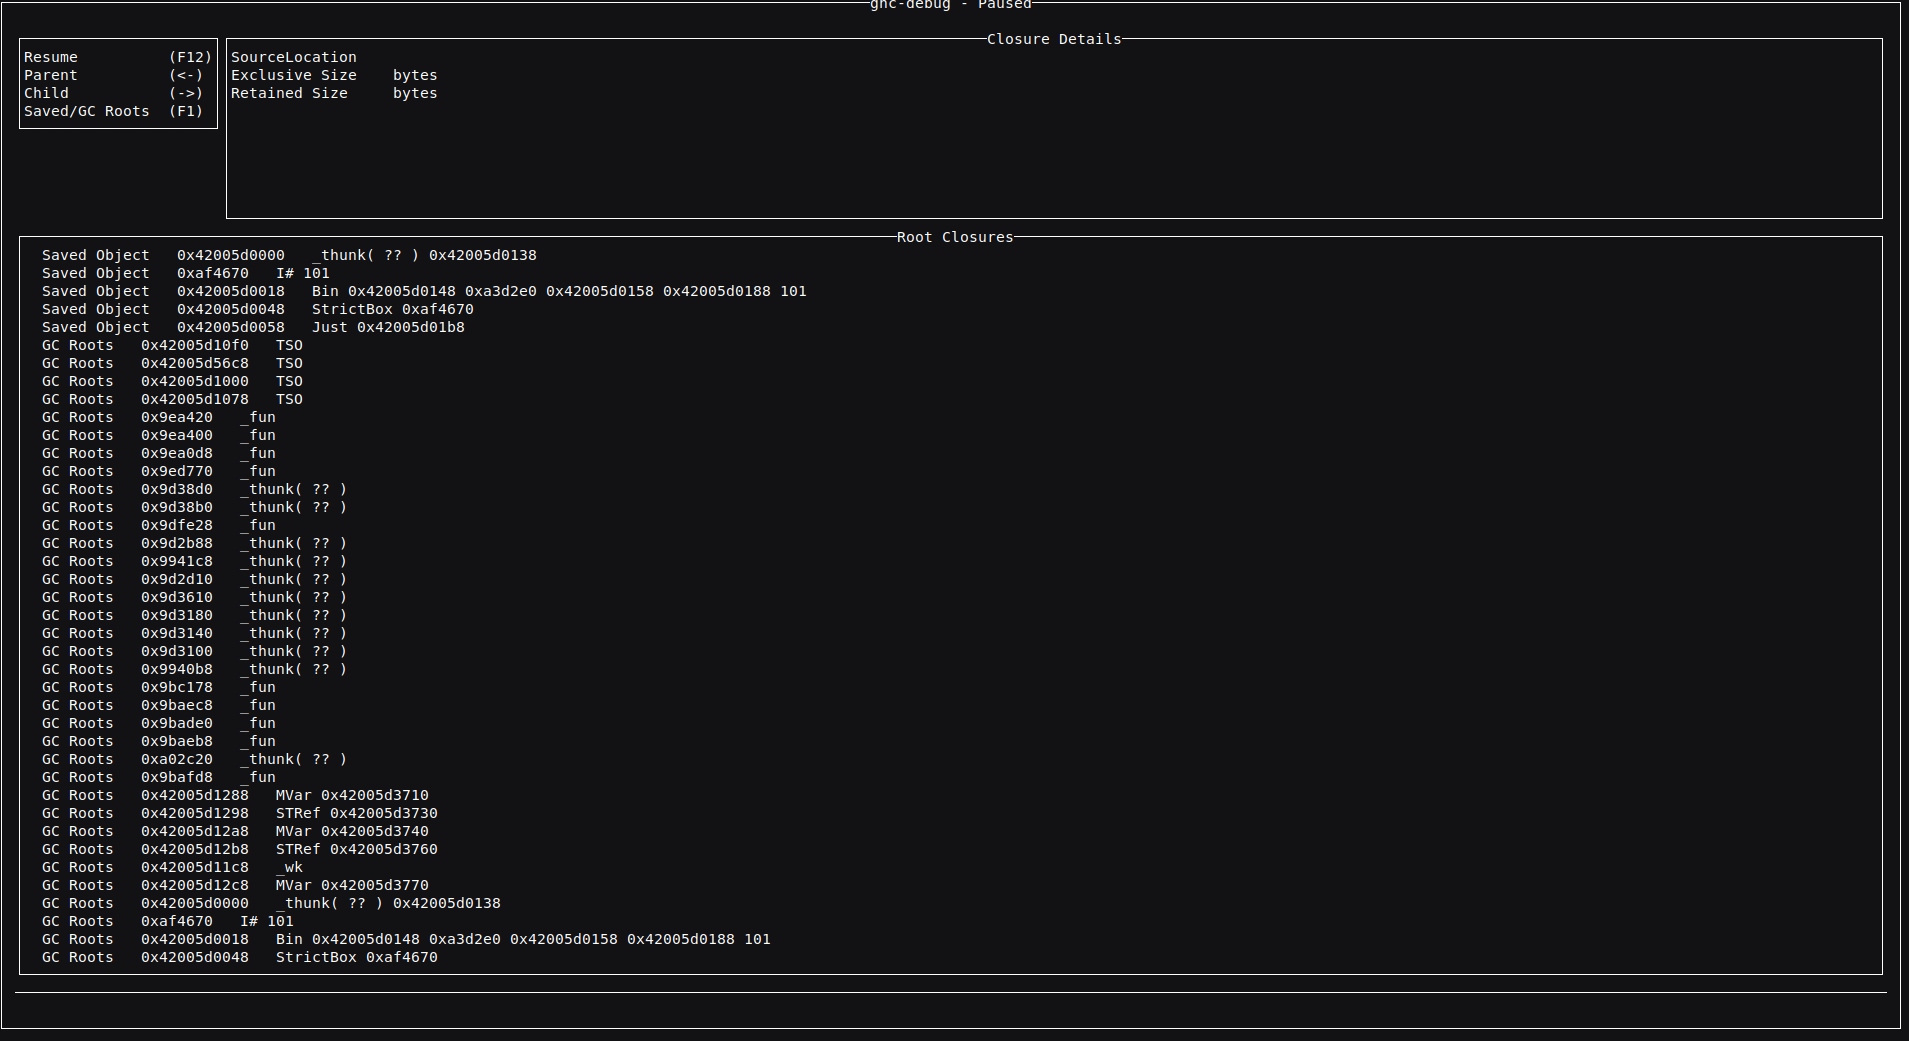 ghc-debug - Paused
Closure Details
Resume (F12)
Parent (<-)
Child (->)
Saved/GC Roots (F1)
SourceLocation
Exclusive Size bytes
Retained Size bytes
Root Closures
Saved Object 0x42005d0000 _thunk( ?? ) 0x42005d0138
Saved Object 0xaf4670 I# 101
Saved Object 0x42005d0018 Bin 0x42005d0148 0xa3d2e0 0x42005d0158 0x42005d0188 101
Saved Object 0x42005d0048 StrictBox 0xaf4670
Saved Object 0x42005d0058 Just 0x42005d01b8
GC Roots 0x42005d10f0 TSO
GC Roots 0x42005d56c8 TSO
GC Roots 0x42005d1000 TSO
GC Roots 0x42005d1078 TSO
GC Roots 0x9ea420 _fun
GC Roots 0x9ea400 _fun
GC Roots 0x9ea0d8 _fun
GC Roots 0x9ed770 _fun
GC Roots 0x9d38d0 _thunk( ?? )
GC Roots 0x9d38b0 _thunk( ?? )
GC Roots 0x9dfe28 _fun
GC Roots 0x9d2b88 _thunk( ?? )
GC Roots 0x9941c8 _thunk( ?? )
GC Roots 0x9d2d10 _thunk( ?? )
GC Roots 0x9d3610 _thunk( ?? )
GC Roots 0x9d3180 _thunk( ?? )
GC Roots 0x9d3140 _thunk( ?? )
GC Roots 0x9d3100 _thunk( ?? )
GC Roots 0x9940b8 _thunk( ?? )
GC Roots 0x9bc178 _fun
GC Roots 0x9baec8 _fun
GC Roots 0x9bade0 _fun
GC Roots 0x9baeb8 _fun
GC Roots 0xa02c20 _thunk( ?? )
GC Roots 0x9bafd8 _fun
GC Roots 0x42005d1288 MVar 0x42005d3710
GC Roots 0x42005d1298 STRef 0x42005d3730
GC Roots 0x42005d12a8 MVar 0x42005d3740
GC Roots 0x42005d12b8 STRef 0x42005d3760
GC Roots 0x42005d11c8 _wk
GC Roots 0x42005d12c8 MVar 0x42005d3770
GC Roots 0x42005d0000 _thunk( ?? ) 0x42005d0138
GC Roots 0xaf4670 I# 101
GC Roots 0x42005d0018 Bin 0x42005d0148 0xa3d2e0 0x42005d0158 0x42005d0188 101
GC Roots 0x42005d0048 StrictBox 0xaf4670